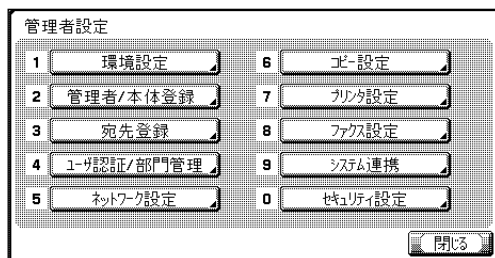 管理者設定
1 環境設定
2 管理者/本体登録
3 宛先登録
4 ユーザ認証/部門管理
5 ネットワーク設定
6 コピー設定
7 プリンタ設定
8 ファクス設定
9 システム連携
0 セキュリティ設定
閉じる